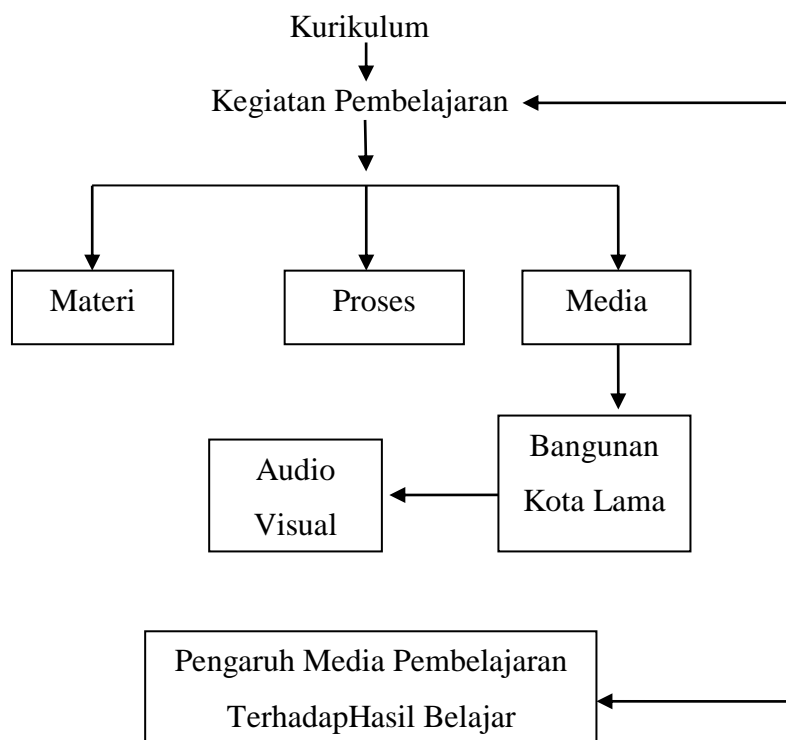 Kurikulum
Kegiatan Pembelajaran
Materi
Proses
Media
Bangunan
Kota Lama
Audio
Visual
Pengaruh Media Pembelajaran
TerhadapHasil Belajar